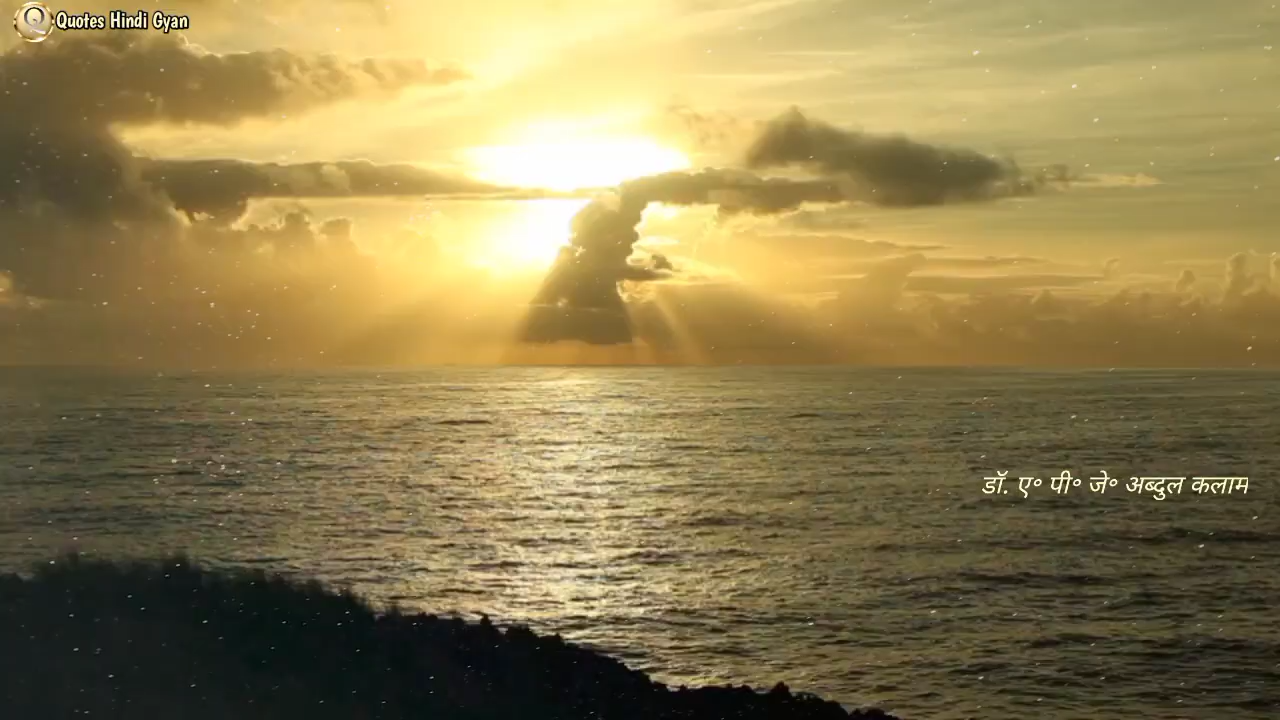 Quotes Hindi Gyan
डॉ. ए॰ पी॰ जे॰ अब्दुल कलाम